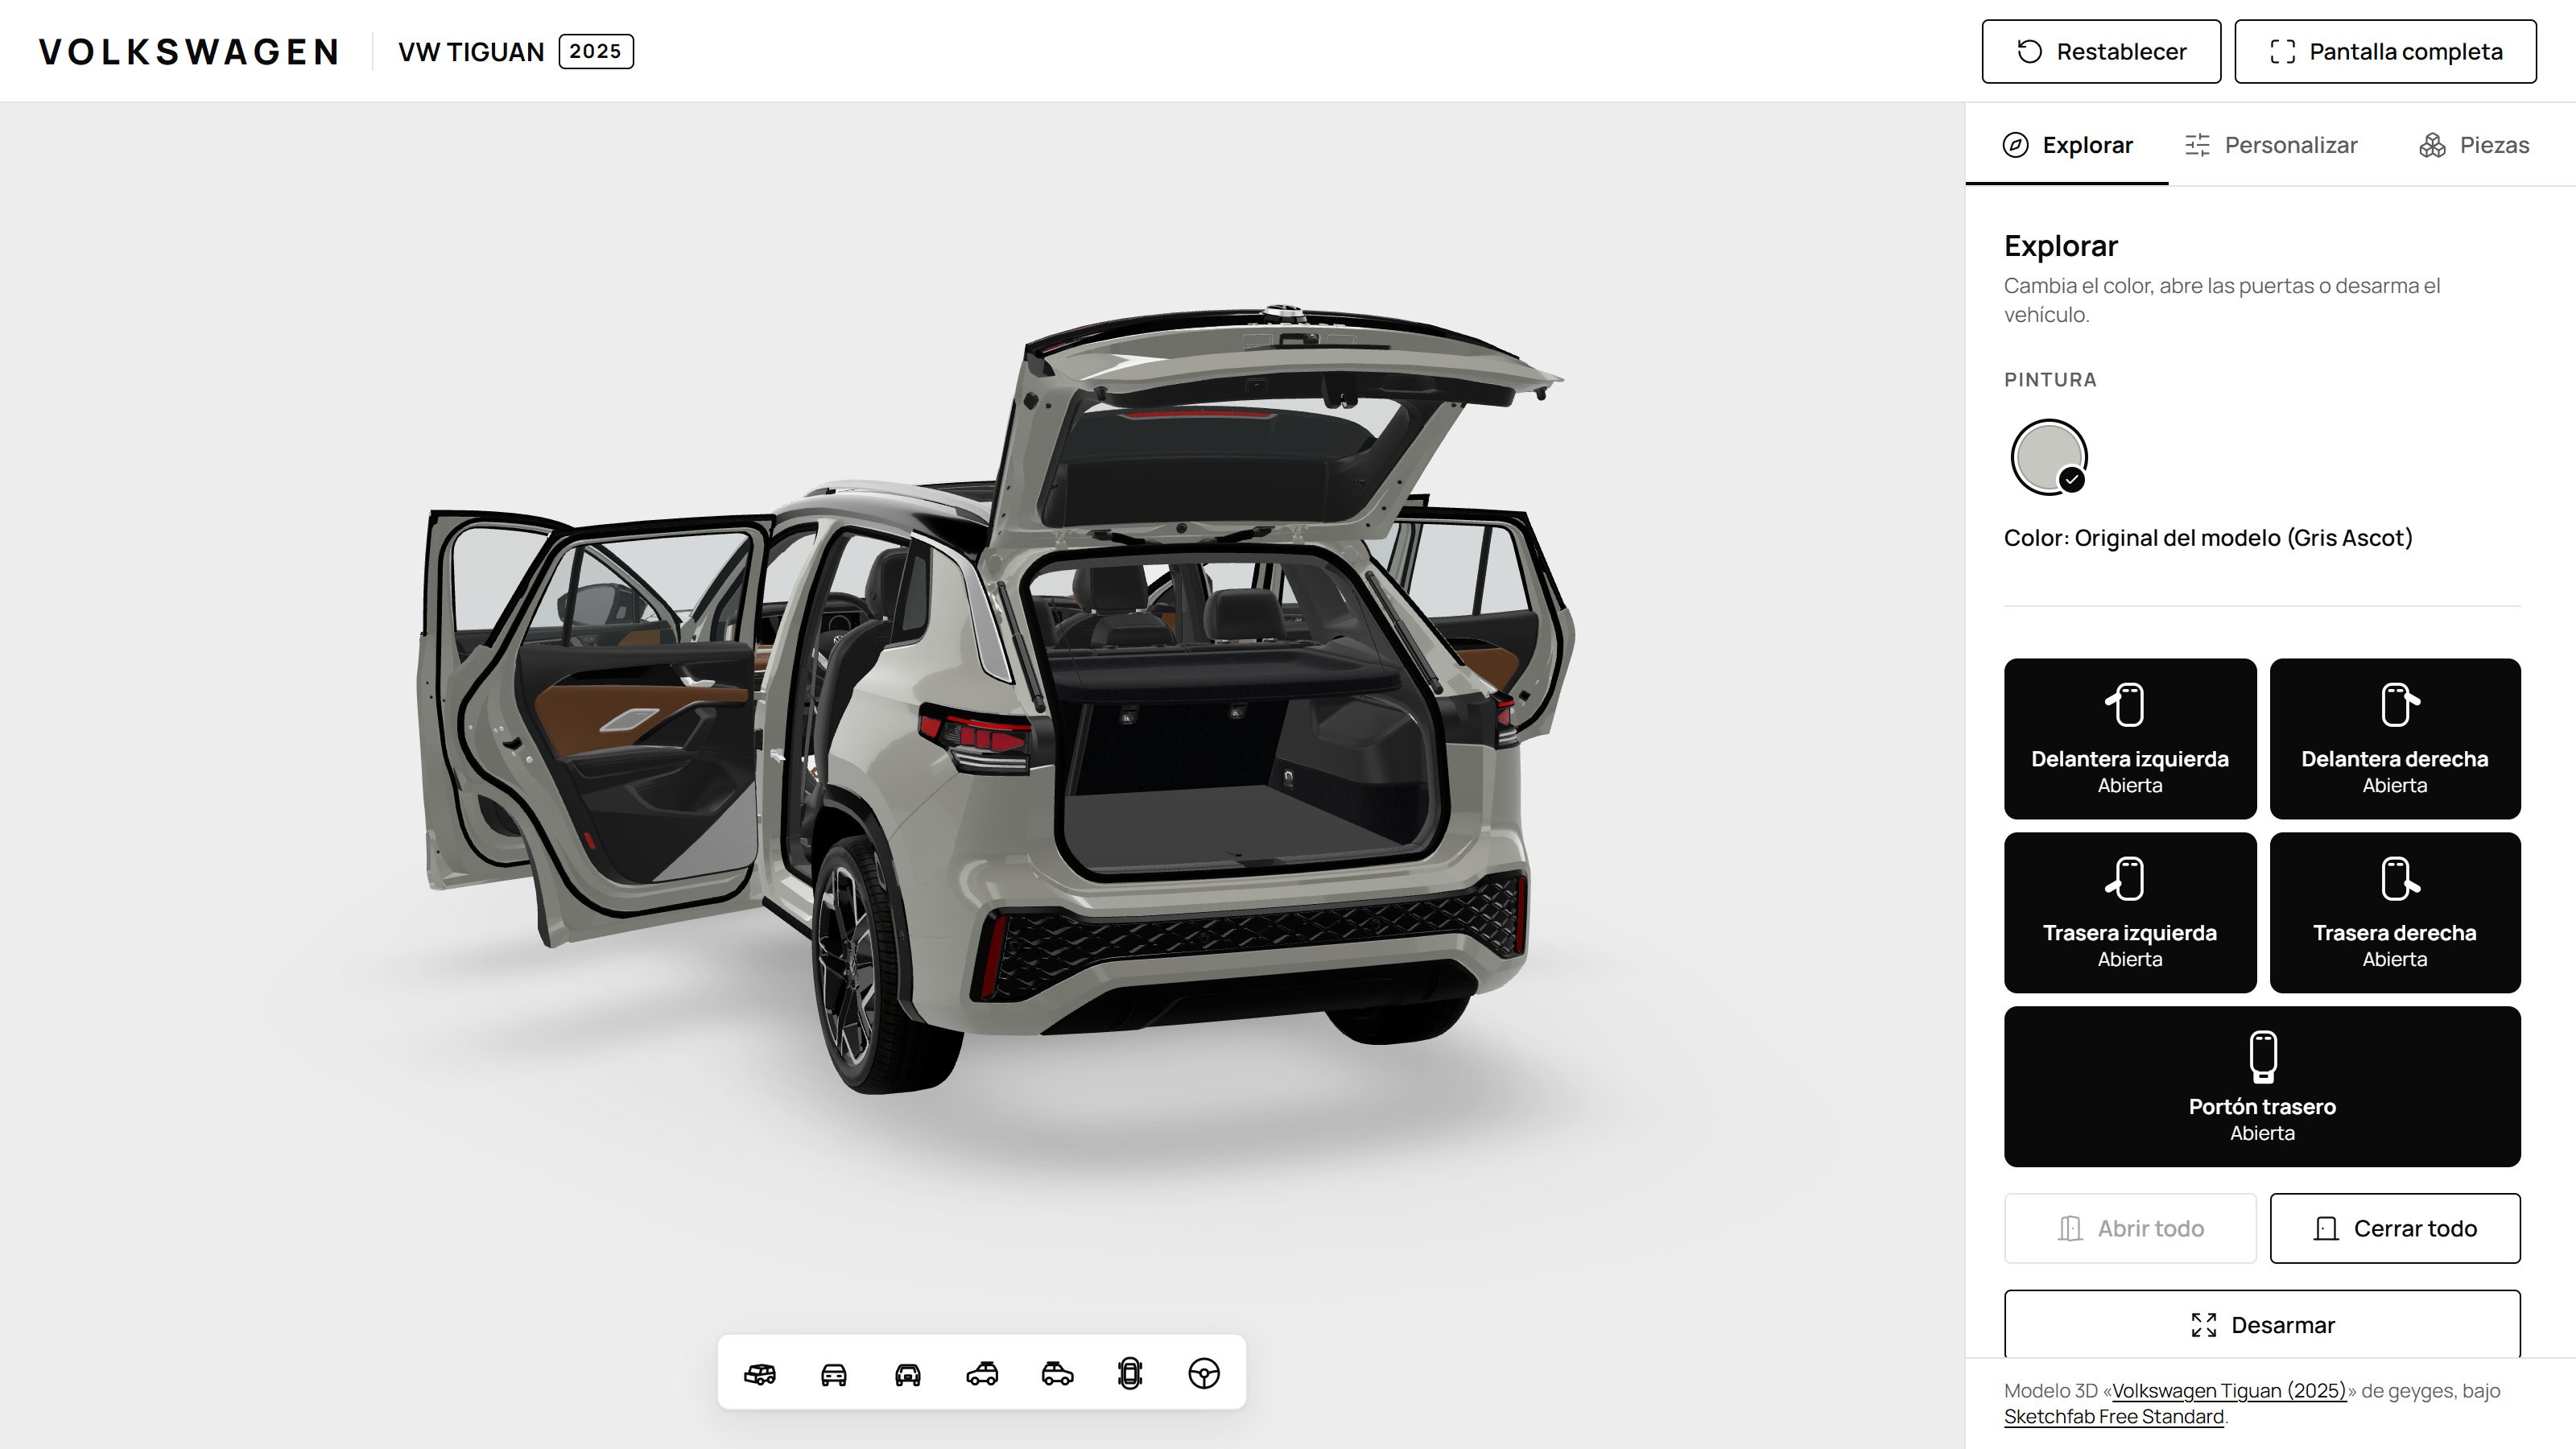 VOLKSWAGEN
VW TIGUAN
2025
Restablecer
Pantalla completa
Explorar
Personalizar
Piezas
Explorar
Cambia el color, abre las puertas o desarma el
vehículo.
PINTURA
Color: Original del modelo (Gris Ascot)
Delantera izquierda
Abierta
Delantera derecha
Abierta
Trasera izquierda
Abierta
Trasera derecha
Abierta
Portón trasero
Abierta
Abrir todo
Cerrar todo
Desarmar
Modelo 3D «Volkswagen Tiguan (2025)» de geyges, bajo
Sketchfab Free Standard.